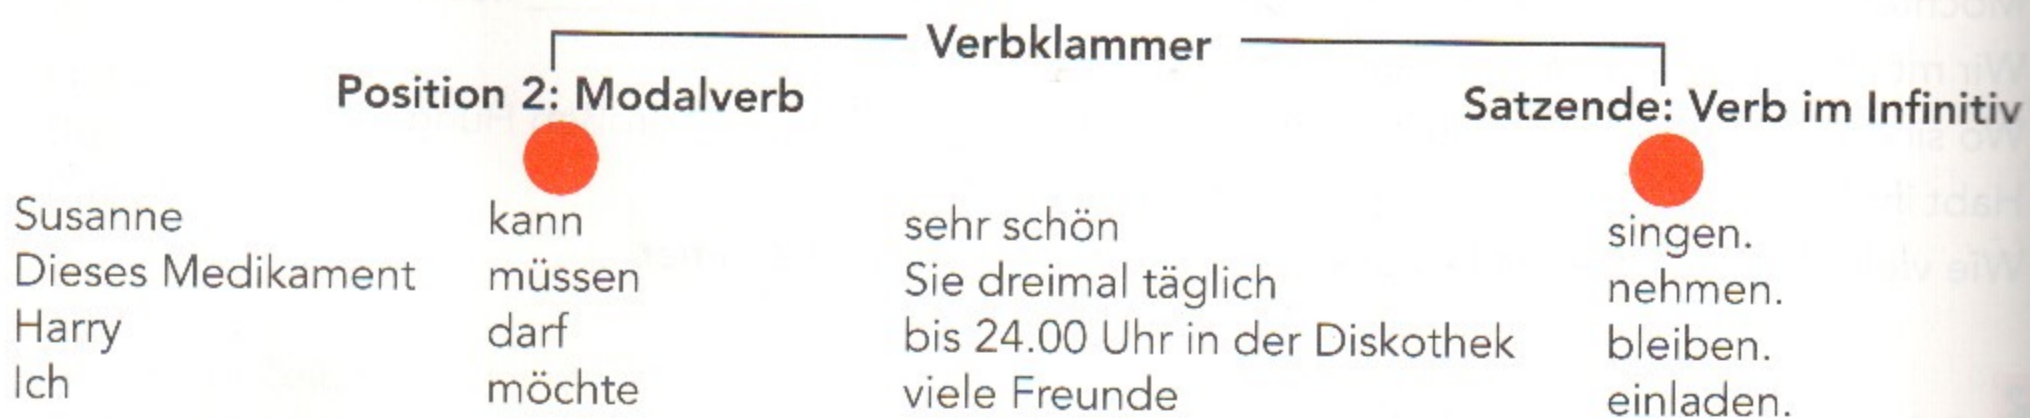 Verbklammer
Position 2: Modalverb Satzende: Verb im Infinitiv
Susanne kann sehr schön singen.
Dieses Medikament müssen Sie dreimal täglich nehmen.
Harry darf bis 24.00 Uhr in der Diskothek bleiben.
Ich möchte viele Freunde einladen.